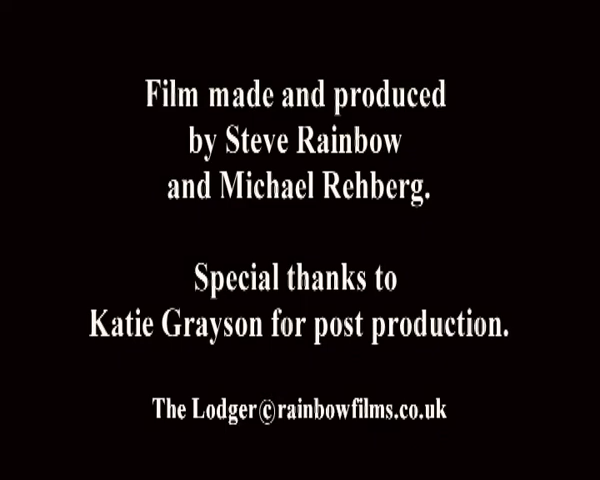 Film made and produced
by Steve Rainbow
and Michael Rehberg.
Special thanks to
Katie Grayson for post production.
The Lodger©rainbowfilms.co.uk